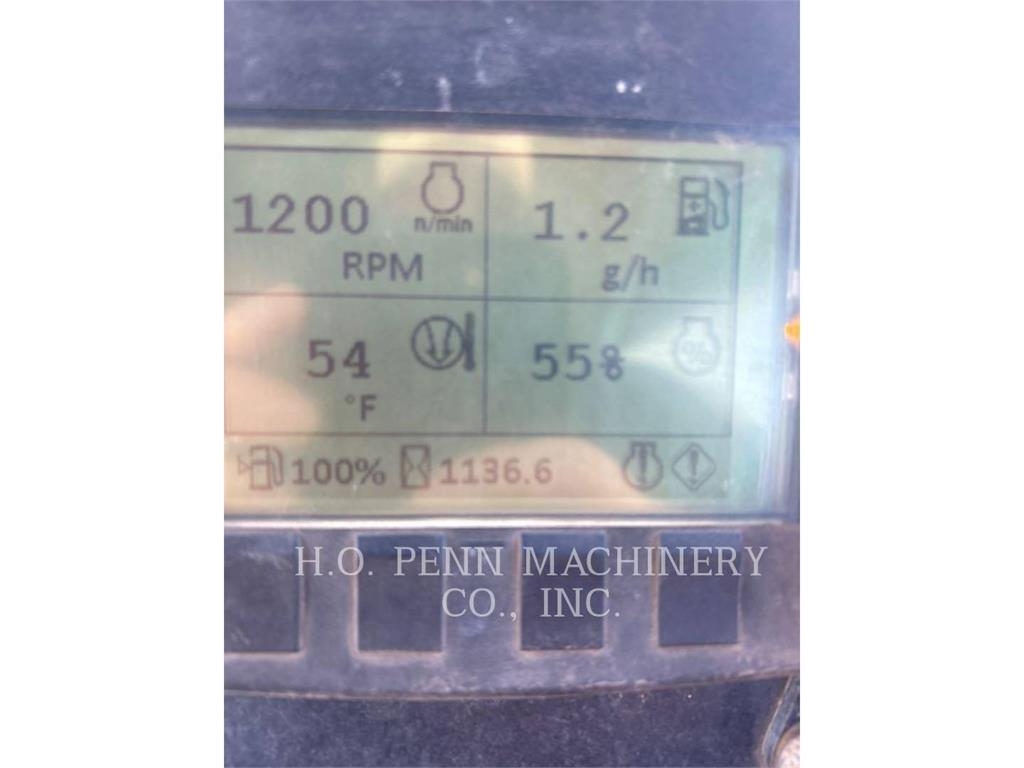 1200 n/min 1.2
RPM g/h
54 55%
°F
100% 1136.6
H.O. PENN MACHINERY
CO., INC.